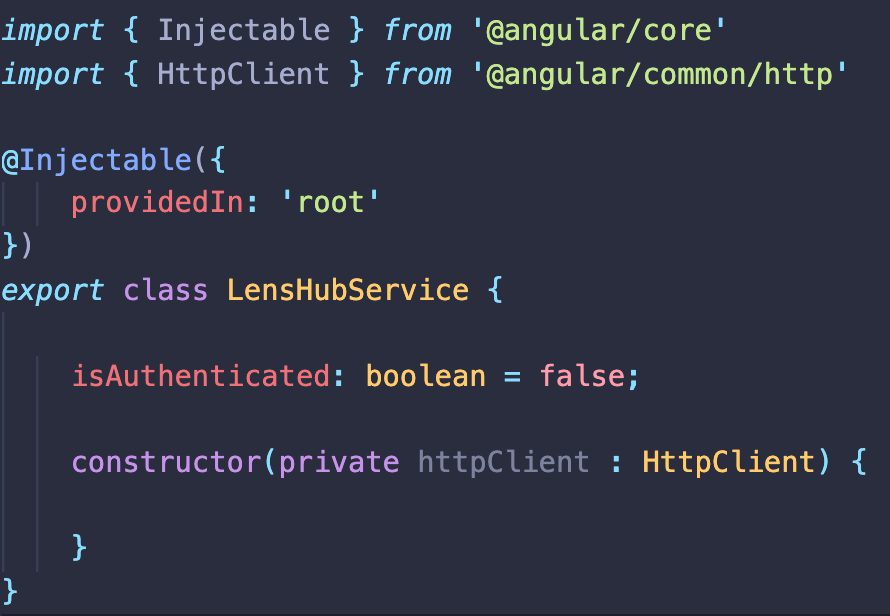 import { Injectable } from '@angular/core'
import { HttpClient } from '@angular/common/http'
@Injectable({
providedIn: 'root'
})
export class LensHubService {
isAuthenticated: boolean = false;
constructor(private httpClient : HttpClient) {
}
}